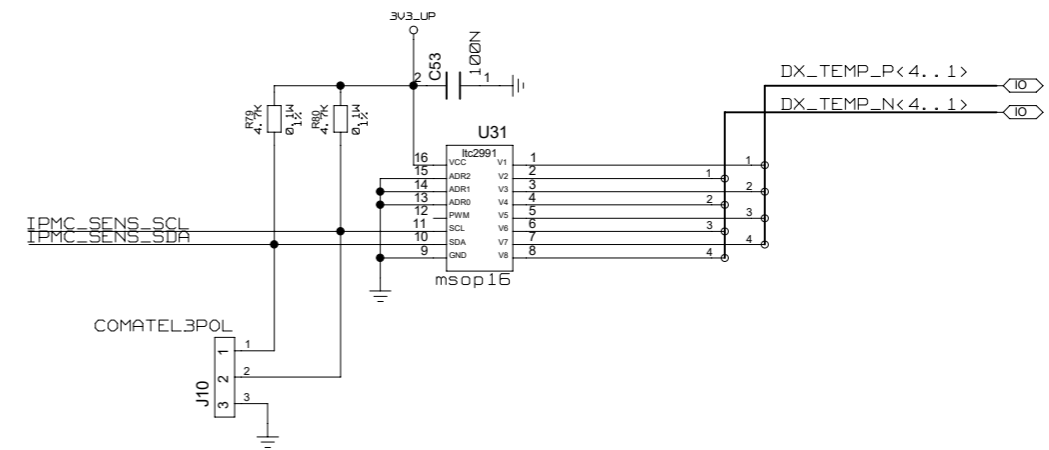 3V3_UP
C53
100N
2
1
DX_TEMP_P<4..1>
IO
DX_TEMP_N<4..1>
IO
R79
4.7K
0.1W
1%
R80
4.7K
0.1W
1%
U31
ltc2991
16 VCC V1 1 1
15 ADR2 V2 2 1
14 ADR1 V3 3 2
13 ADR0 V4 4 2
12 PWM V5 5 3
11 SCL V6 6 3
10 SDA V7 7 4
9 GND V8 8 4
msop16
IPMC_SENS_SCL
IPMC_SENS_SDA
COMATEL3POL
J10
1 1
2 2
3 3